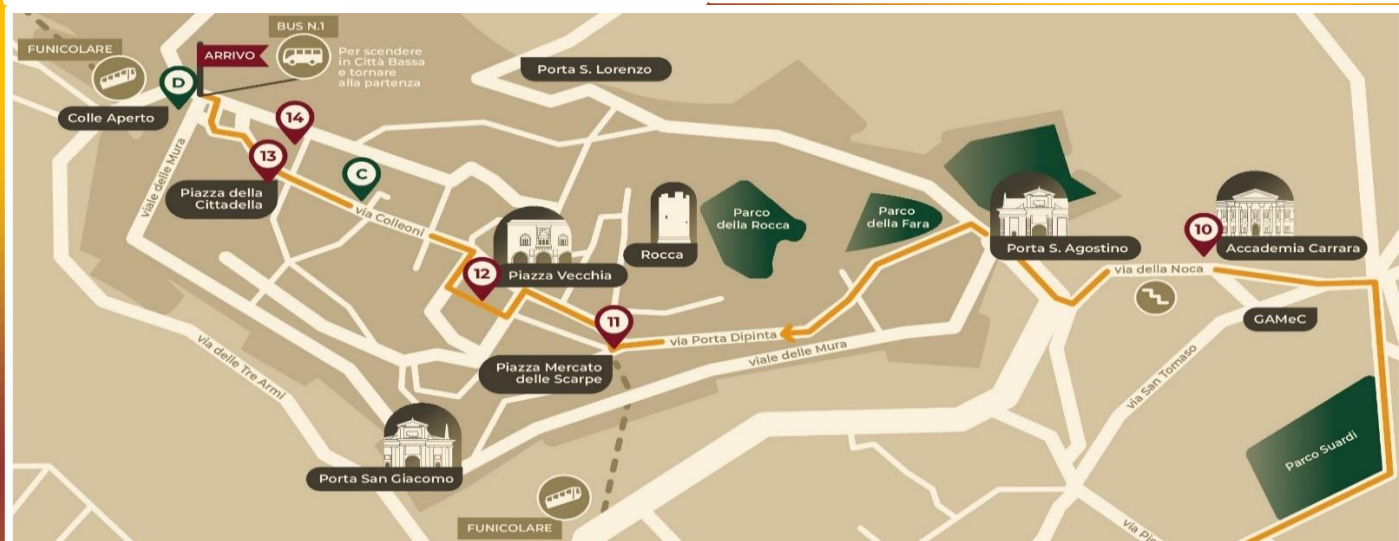 BUS N.1
FUNICOLARE
ARRIVO
Per scendere
in Città Bassa
e tornare
alla partenza
D
Colle Aperto
Porta S. Lorenzo
14
13
Piazza della
Cittadella
viale delle Mura
C
via Colleoni
Parco
della Rocca
Parco
della Fara
Rocca
Porta S. Agostino
10
Accademia Carrara
12
Piazza Vecchia
via della Noca
11
GAMeC
via Porta Dipinta
viale delle Mura
Piazza Mercato
delle Scarpe
via delle Tre Armi
via San Tomaso
Porta San Giacomo
Parco Suardi
FUNICOLARE
via